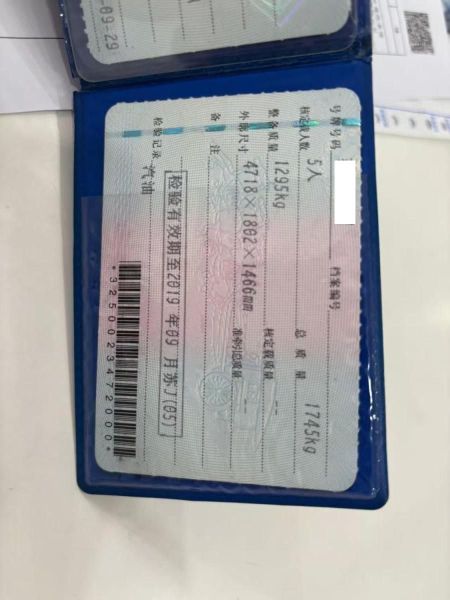 09-29
号牌号码 档案编号
核定载人数 5人 总质量 1745kg
整备质量 1295kg 核定载质量 --
外廓尺寸 4718×1802×1466mm 准牵引总质量 --
备注
检验有效期至2019年09月苏J(05)
检验记录 汽油
*3250023472000*